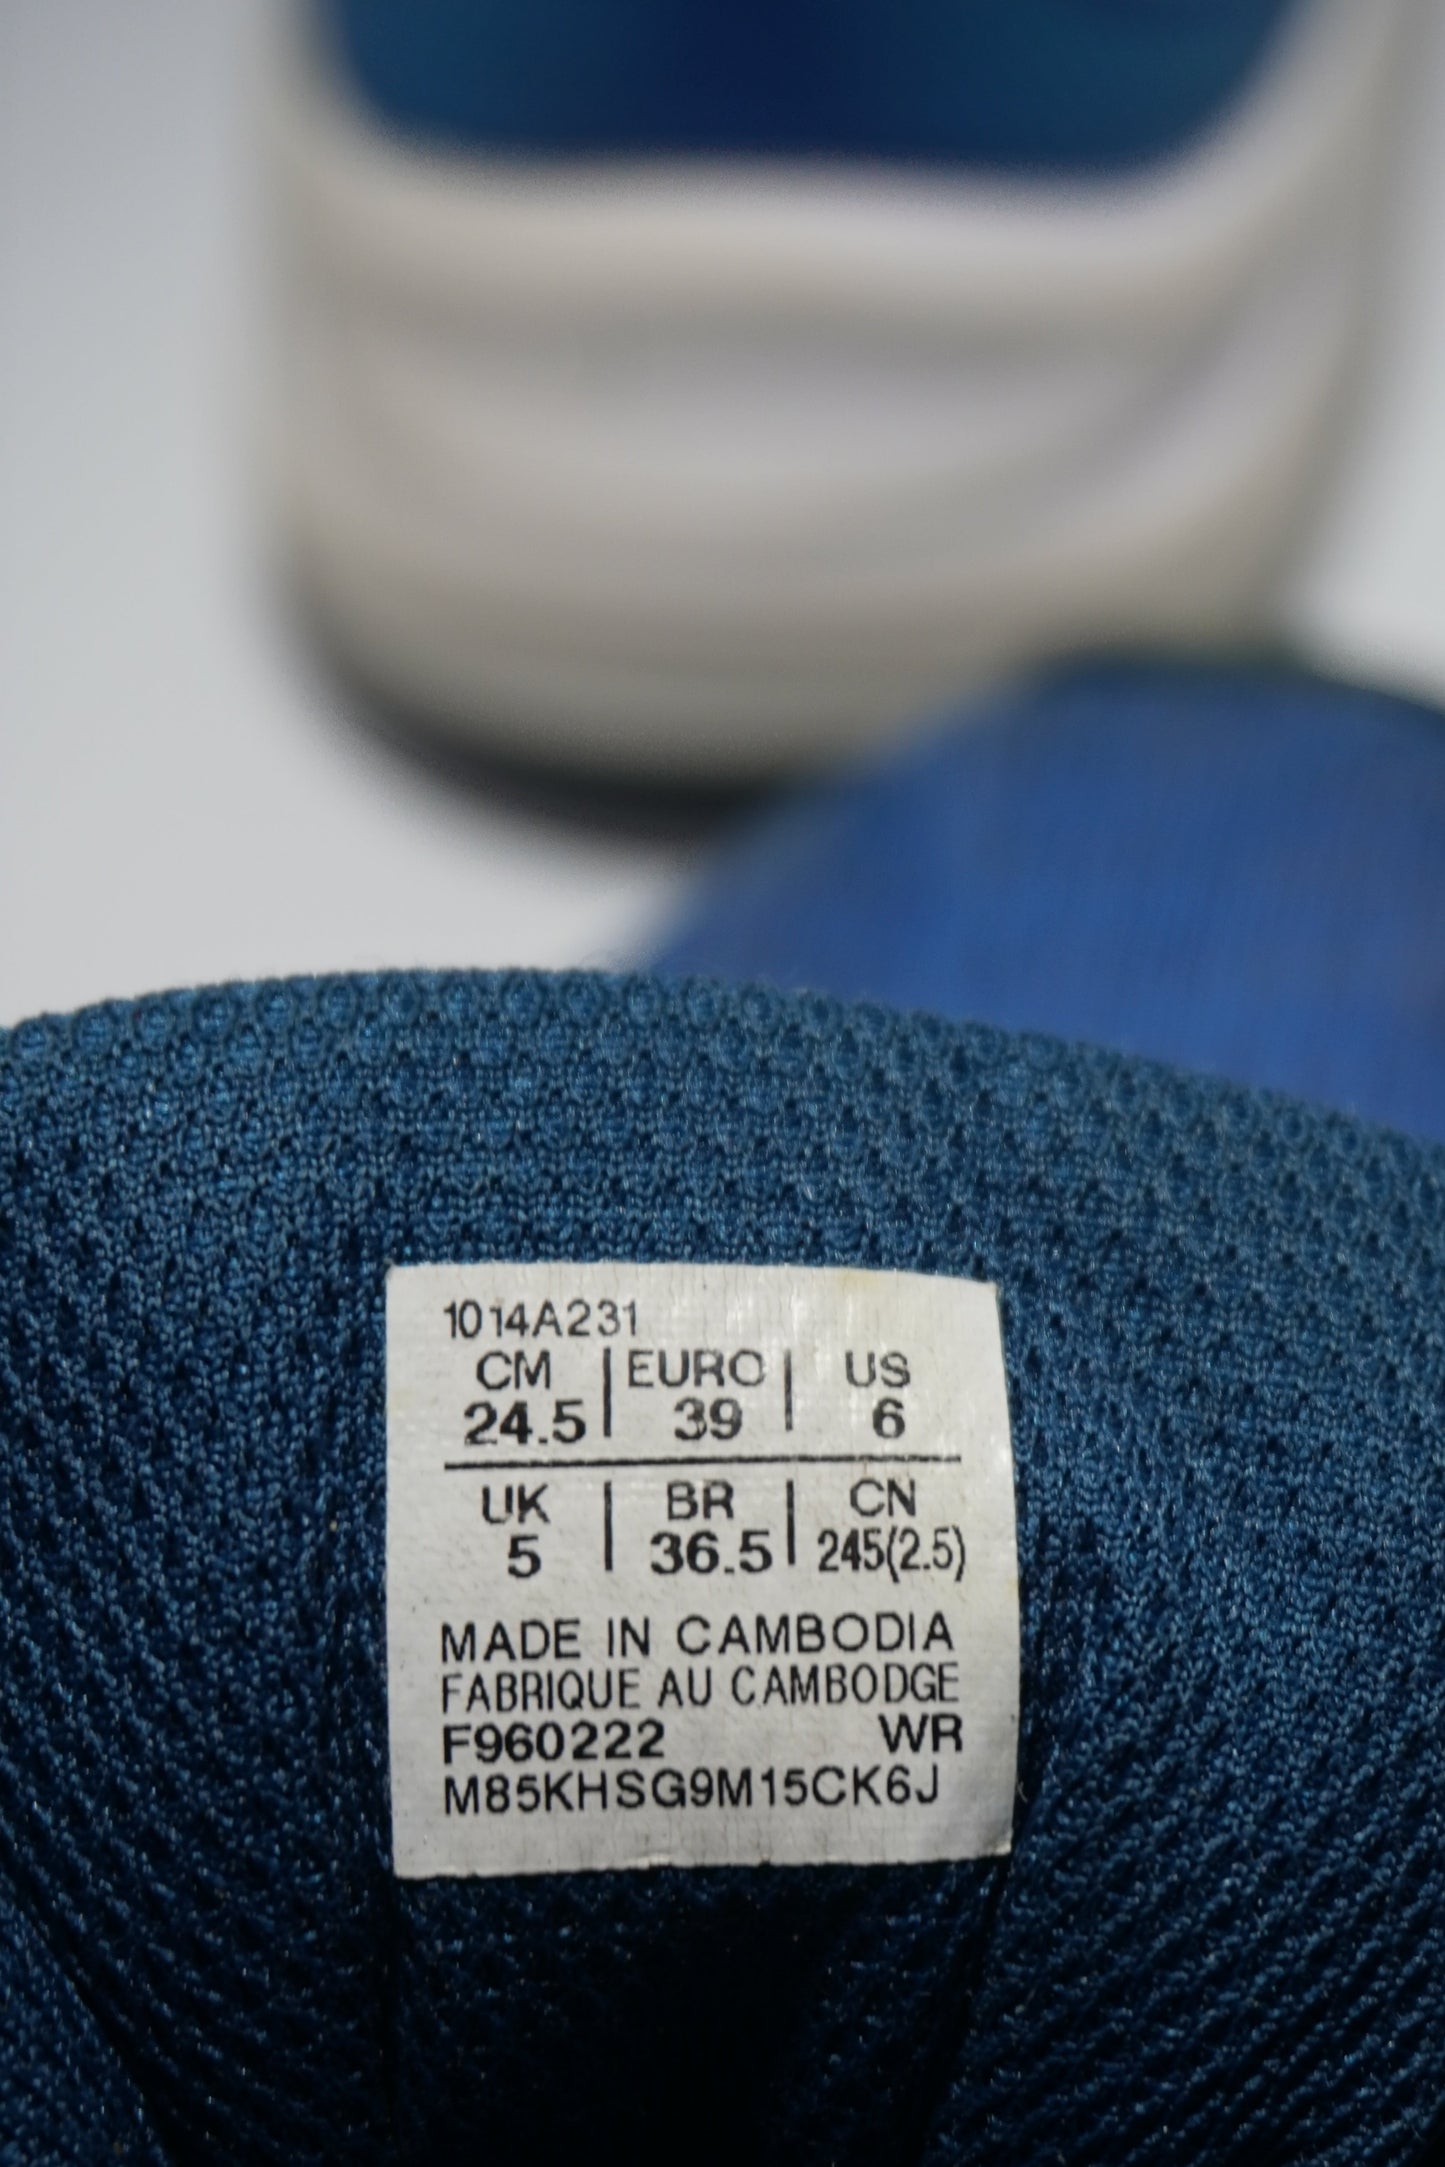 1014A231
CM | EURO | US
24.5 | 39 | 6
UK | BR | CN
5 | 36.5 | 245(2.5)
MADE IN CAMBODIA
FABRIQUE AU CAMBODGE
F960222 WR
M85KHSG9M15CK6J